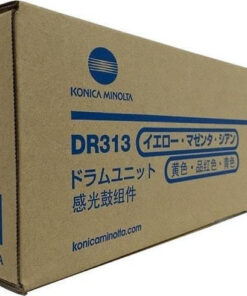 KONICA MINOLTA
DR313 イエロー・マゼンタ・シアン
黄色・品红色・青色
ドラムユニット
感光鼓组件
konicaminolta.com